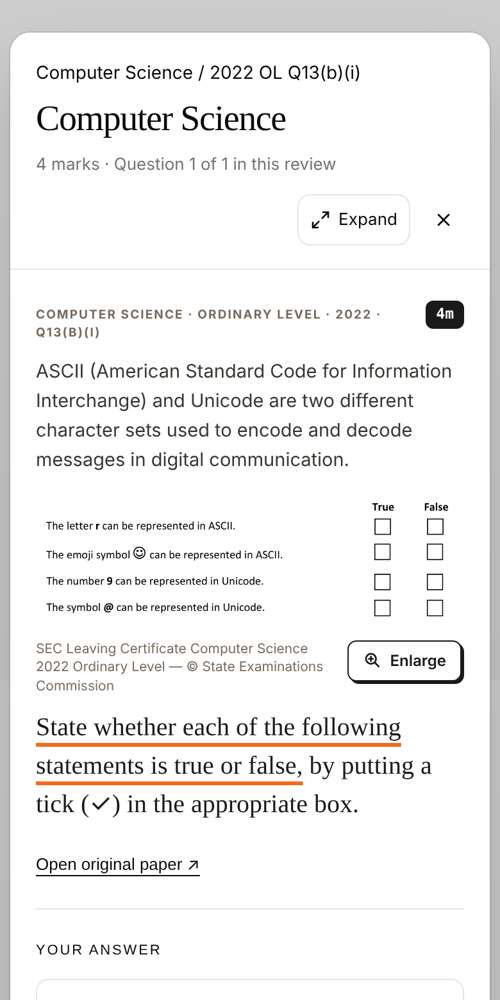 Computer Science / 2022 OL Q13(b)(i)
Computer Science
4 marks · Question 1 of 1 in this review
Expand ×
COMPUTER SCIENCE · ORDINARY LEVEL · 2022 ·
Q13(B)(I)
4m
ASCII (American Standard Code for Information
Interchange) and Unicode are two different
character sets used to encode and decode
messages in digital communication.
True False
The letter r can be represented in ASCII.
The emoji symbol ☺ can be represented in ASCII.
The number 9 can be represented in Unicode.
The symbol @ can be represented in Unicode.
SEC Leaving Certificate Computer Science
2022 Ordinary Level — © State Examinations
Commission
Enlarge
State whether each of the following
statements is true or false, by putting a
tick (✓) in the appropriate box.
Open original paper ↗
YOUR ANSWER